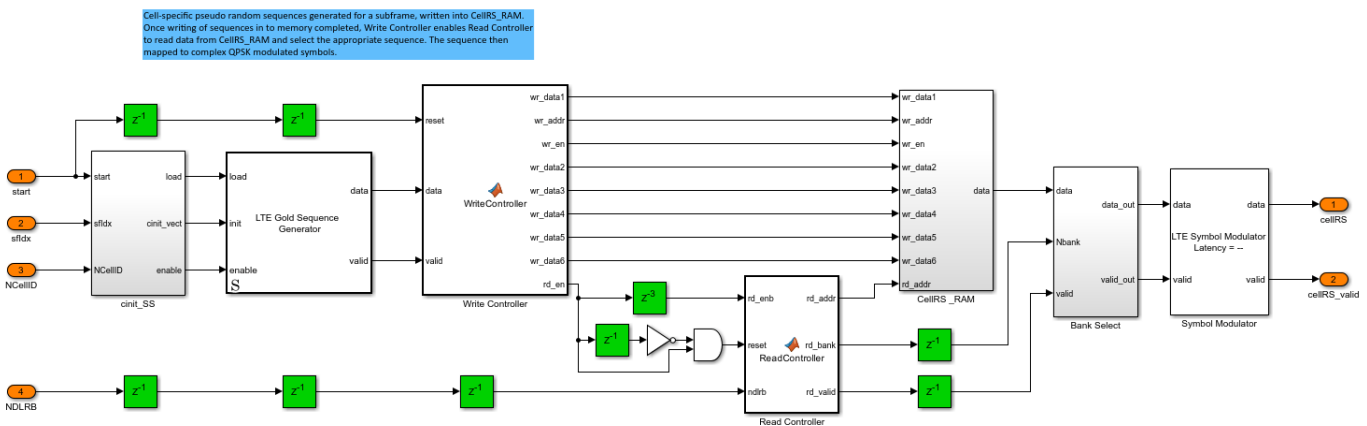 Cell-specific pseudo random sequences generated for a subframe, written into CellRS_RAM.
Once writing of sequences in to memory completed, Write Controller enables Read Controller
to read data from CellRS_RAM and select the appropriate sequence. The sequence then
mapped to complex QPSK modulated symbols.
z-1
z-1
1
start
2
sfIdx
3
NCellID
start
sfIdx
NCellID
load
cinit_vect
enable
cinit_SS
load
init
enable
data
valid
LTE Gold Sequence
Generator
S
reset
data
valid
WriteController
wr_data1
wr_addr
wr_en
wr_data2
wr_data3
wr_data4
wr_data5
wr_data6
rd_en
Write Controller
wr_data1
wr_addr
wr_en
wr_data2
wr_data3
wr_data4
wr_data5
wr_data6
rd_addr
data
CellRS _RAM
z-3
z-1
rd_enb
reset
ndlrb
ReadController
rd_addr
rd_bank
rd_valid
Read Controller
z-1
z-1
data
Nbank
valid
data_out
valid_out
Bank Select
data
valid
LTE Symbol Modulator
Latency = --
data
valid
Symbol Modulator
1
cellRS
2
cellRS_valid
4
NDLRB
z-1
z-1
z-1